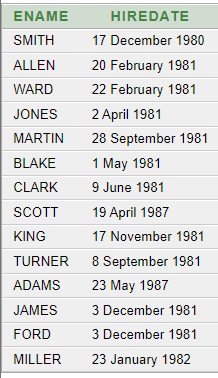 ENAME HIREDATE
SMITH 17 December 1980
ALLEN 20 February 1981
WARD 22 February 1981
JONES 2 April 1981
MARTIN 28 September 1981
BLAKE 1 May 1981
CLARK 9 June 1981
SCOTT 19 April 1987
KING 17 November 1981
TURNER 8 September 1981
ADAMS 23 May 1987
JAMES 3 December 1981
FORD 3 December 1981
MILLER 23 January 1982